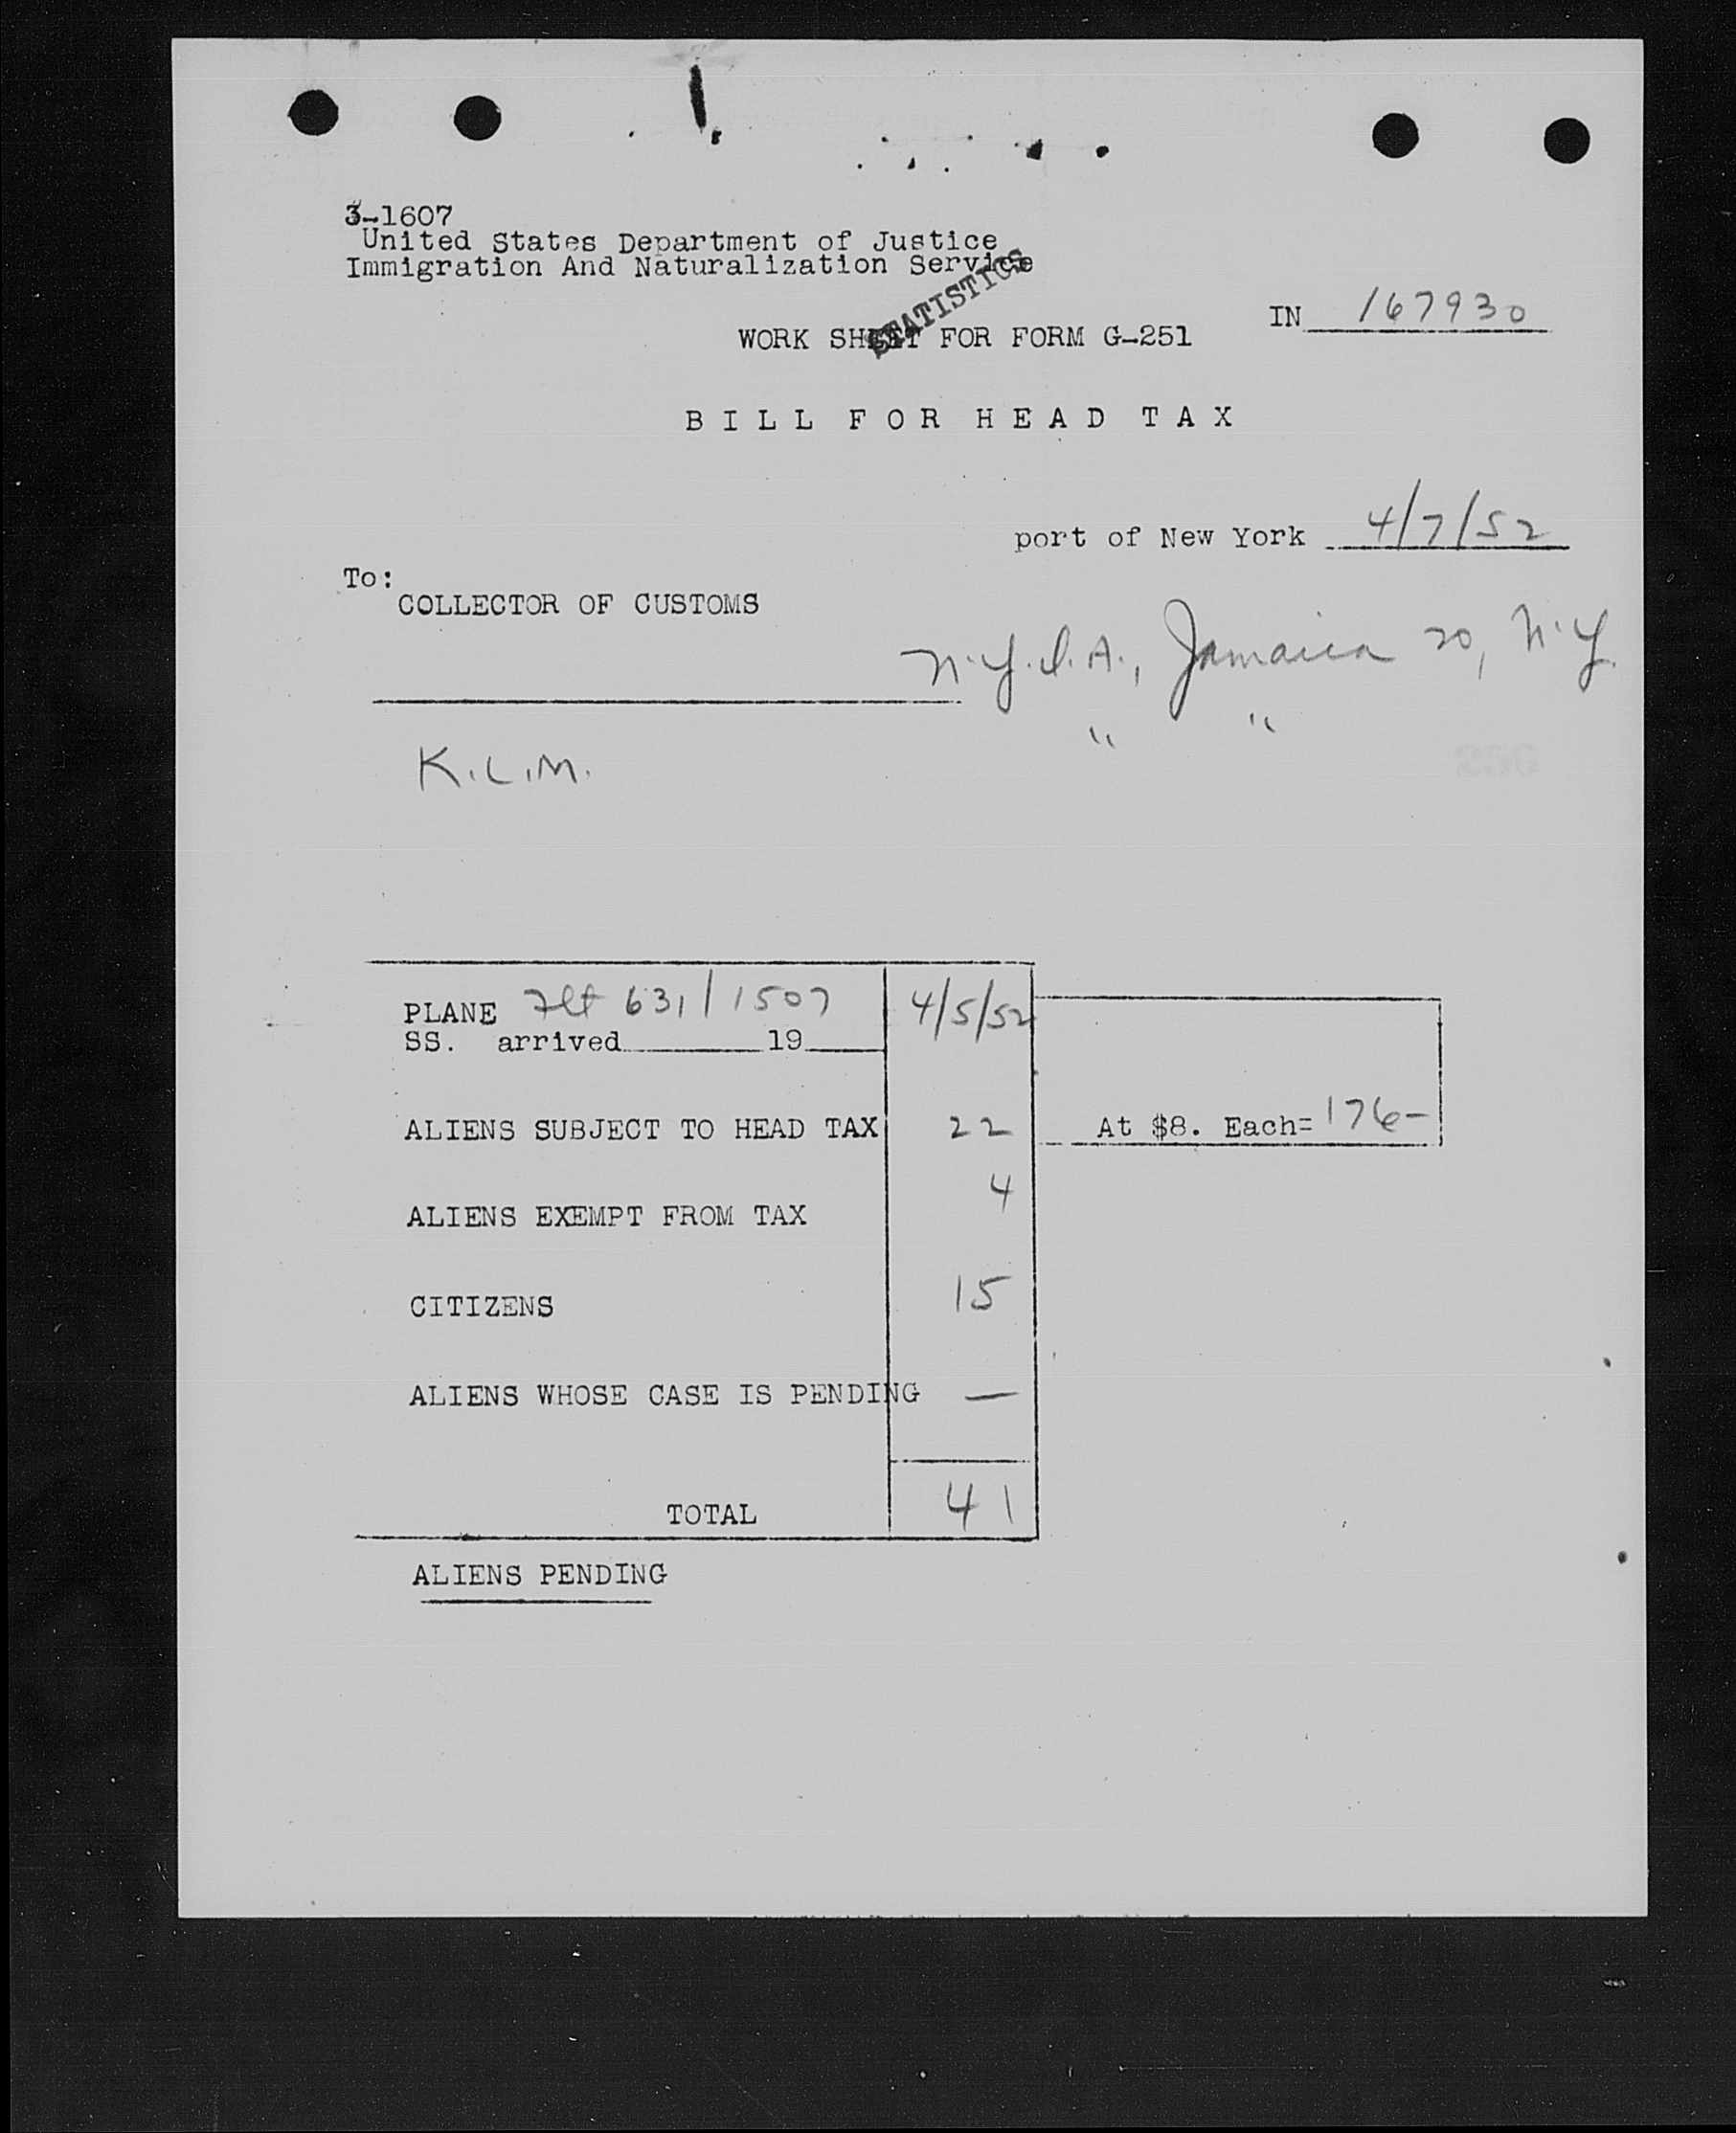 3-1607
United States Department of Justice
Immigration And Naturalization Service
STATISTICS
IN 167930
WORK SHEET FOR FORM G-251
BILL FOR HEAD TAX
port of New York 4/7/52
To:
COLLECTOR OF CUSTOMS
N.Y.I.A., Jamaica 20, N.Y.
K.L.M. " "
PLANE Flt 631/1507 4/5/52
SS. arrived 19
ALIENS SUBJECT TO HEAD TAX 22 At $8. Each= 176-
ALIENS EXEMPT FROM TAX 4
CITIZENS 15
ALIENS WHOSE CASE IS PENDING —
TOTAL 41
ALIENS PENDING